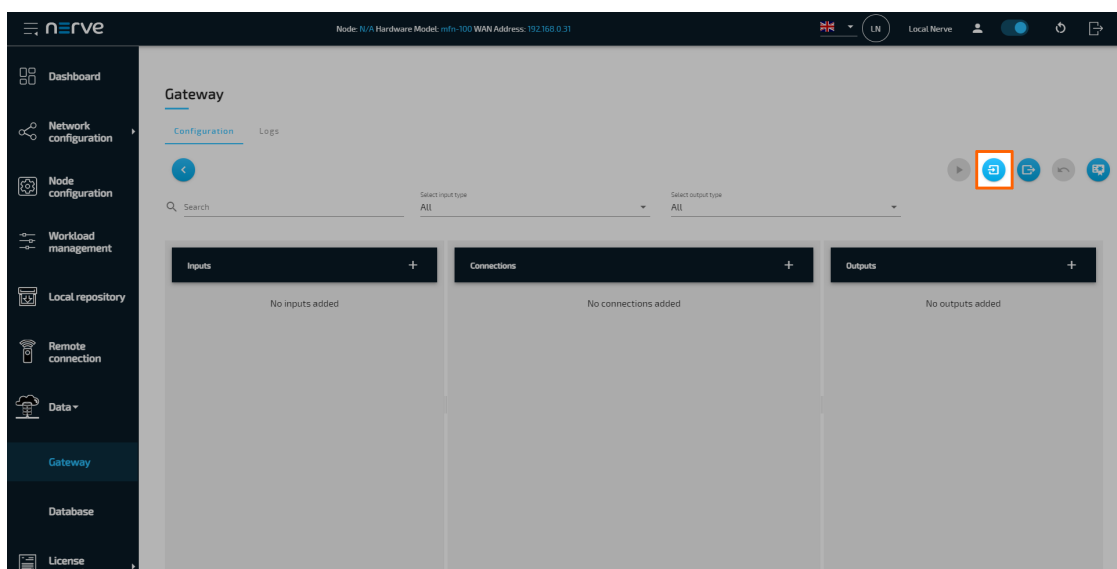 nerve
Node: N/A Hardware Model: mfn-100 WAN Address: 192.168.0.31
LN
Local Nerve
Dashboard
Gateway
Network
configuration
Configuration
Logs
Node
configuration
Search
Select input type
All
Select output type
All
Workload
management
Inputs +
Connections +
Outputs +
Local repository
No inputs added
No connections added
No outputs added
Remote
connection
Data
Gateway
Database
License